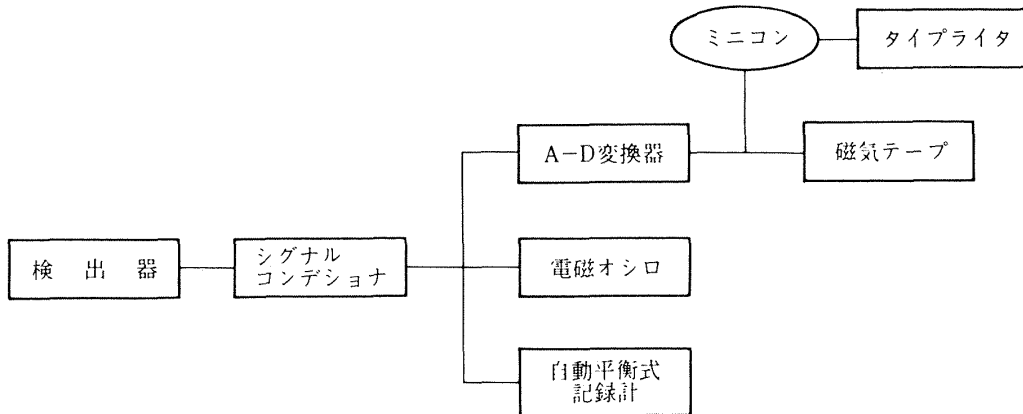 ミニコン
タイプライタ
A-D変換器
磁気テープ
検出器
シグナル
コンデショナ
電磁オシロ
自動平衡式
記録計